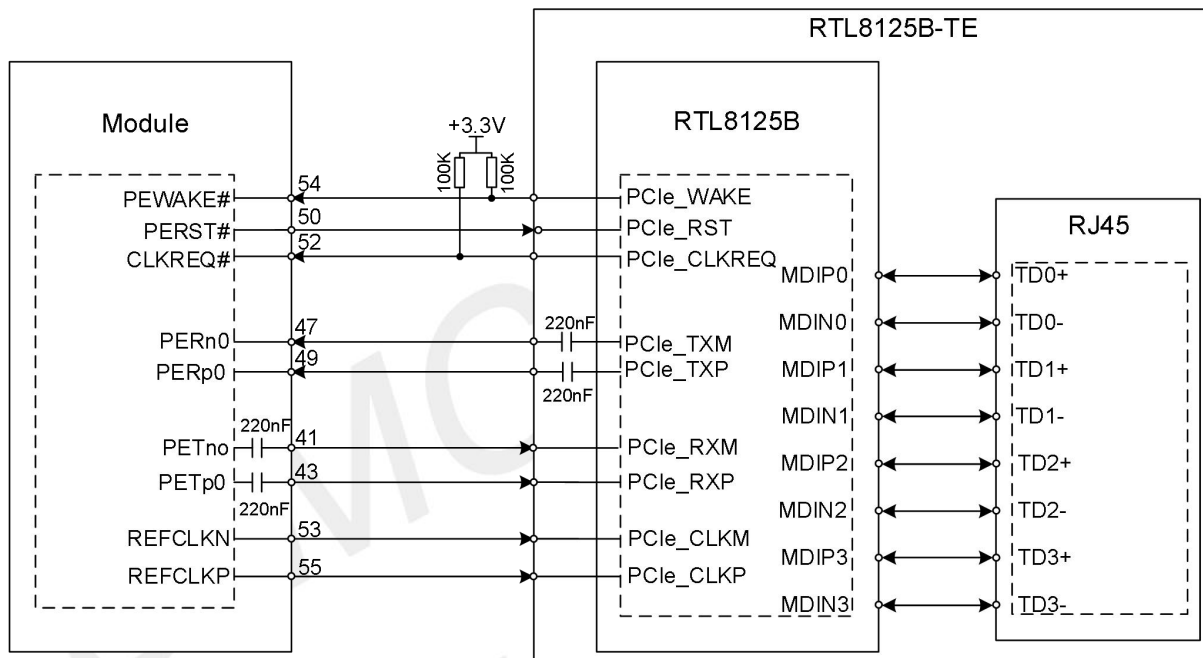 RTL8125B-TE
Module
+3.3V
RTL8125B
100K
100K
PEWAKE#
54
PCIe_WAKE
PERST#
50
PCIe_RST
RJ45
CLKREQ#
52
PCIe_CLKREQ
MDIP0
TD0+
PERn0
47
220nF
PCIe_TXM
MDIN0
TD0-
PERp0
49
PCIe_TXP
MDIP1
TD1+
220nF
220nF
MDIN1
TD1-
PETno
41
PCIe_RXM
MDIP2
TD2+
PETp0
43
PCIe_RXP
220nF
MDIN2
TD2-
REFCLKN
53
PCIe_CLKM
MDIP3
TD3+
REFCLKP
55
PCIe_CLKP
MDIN3
TD3-